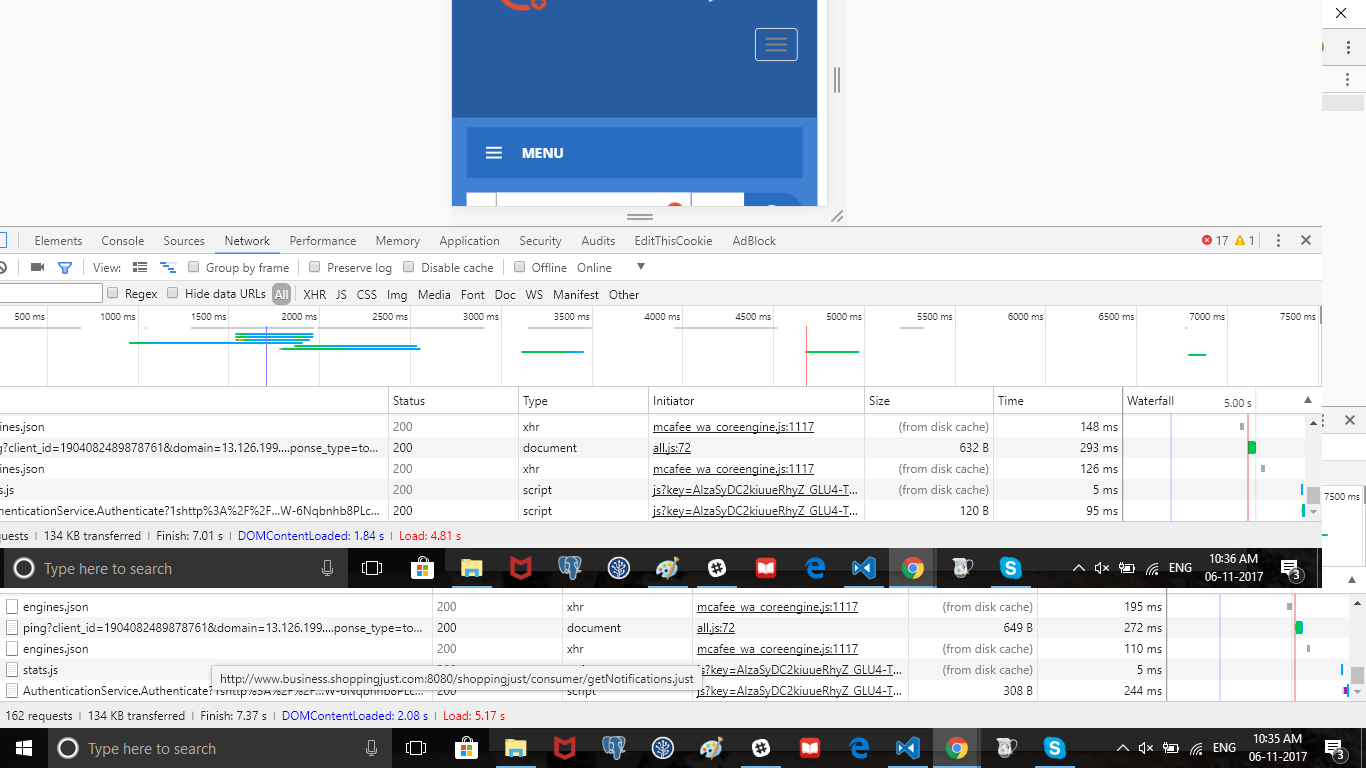 MENU
Elements Console Sources Network Performance Memory Application Security Audits EditThisCookie AdBlock 17 1
View: Group by frame Preserve log Disable cache Offline Online
Regex Hide data URLs All XHR JS CSS Img Media Font Doc WS Manifest Other
500 ms 1000 ms 1500 ms 2000 ms 2500 ms 3000 ms 3500 ms 4000 ms 4500 ms 5000 ms 5500 ms 6000 ms 6500 ms 7000 ms 7500 ms
Status Type Initiator Size Time Waterfall 5.00 s
ines.json 200 xhr mcafee_wa_coreengine.js:1117 (from disk cache) 148 ms
g?client_id=1904082489878761&domain=13.126.199....ponse_type=to... 200 document all.js:72 632 B 293 ms
ines.json 200 xhr mcafee_wa_coreengine.js:1117 (from disk cache) 126 ms
s.js 200 script js?key=AIzaSyDC2kiuueRhyZ_GLU4-T... (from disk cache) 5 ms
7500 ms
henticationService.Authenticate?1shttp%3A%2F%2F...W-6Nqbnhb8PLc... 200 script js?key=AIzaSyDC2kiuueRhyZ_GLU4-T... 120 B 95 ms
quests | 134 KB transferred | Finish: 7.01 s | DOMContentLoaded: 1.84 s | Load: 4.81 s
Type here to search ENG 10:36 AM
06-11-2017 3
engines.json 200 xhr mcafee_wa_coreengine.js:1117 (from disk cache) 195 ms
ping?client_id=1904082489878761&domain=13.126.199....ponse_type=to... 200 document all.js:72 649 B 272 ms
engines.json 200 xhr mcafee_wa_coreengine.js:1117 (from disk cache) 110 ms
stats.js 200 js?key=AIzaSyDC2kiuueRhyZ_GLU4-T... (from disk cache) 5 ms
http://www.business.shoppingjust.com:8080/shoppingjust/consumer/getNotifications.just
AuthenticationService.Authenticate?1shttp%3A%2F%2F...W-6Nqbnhb8PLc... 200 script js?key=AIzaSyDC2kiuueRhyZ_GLU4-T... 308 B 244 ms
162 requests | 134 KB transferred | Finish: 7.37 s | DOMContentLoaded: 2.08 s | Load: 5.17 s
Type here to search ENG 10:35 AM
06-11-2017 3